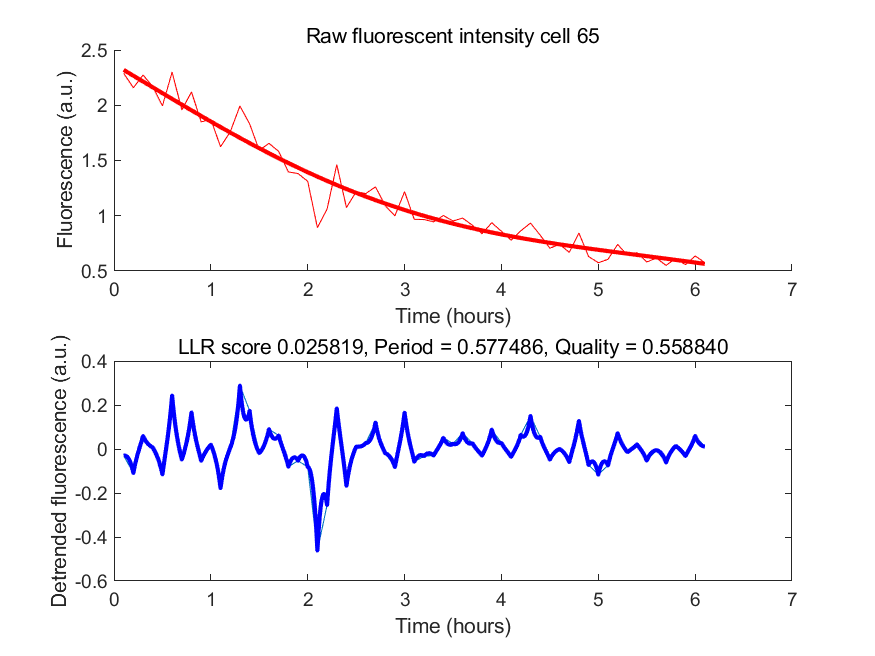 Raw fluorescent intensity cell 65
2.5
2
1.5
1
0.5
Fluorescence (a.u.)
0 1 2 3 4 5 6 7
Time (hours)
LLR score 0.025819, Period = 0.577486, Quality = 0.558840
0.4
0.2
0
-0.2
-0.4
-0.6
Detrended fluorescence (a.u.)
0 1 2 3 4 5 6 7
Time (hours)